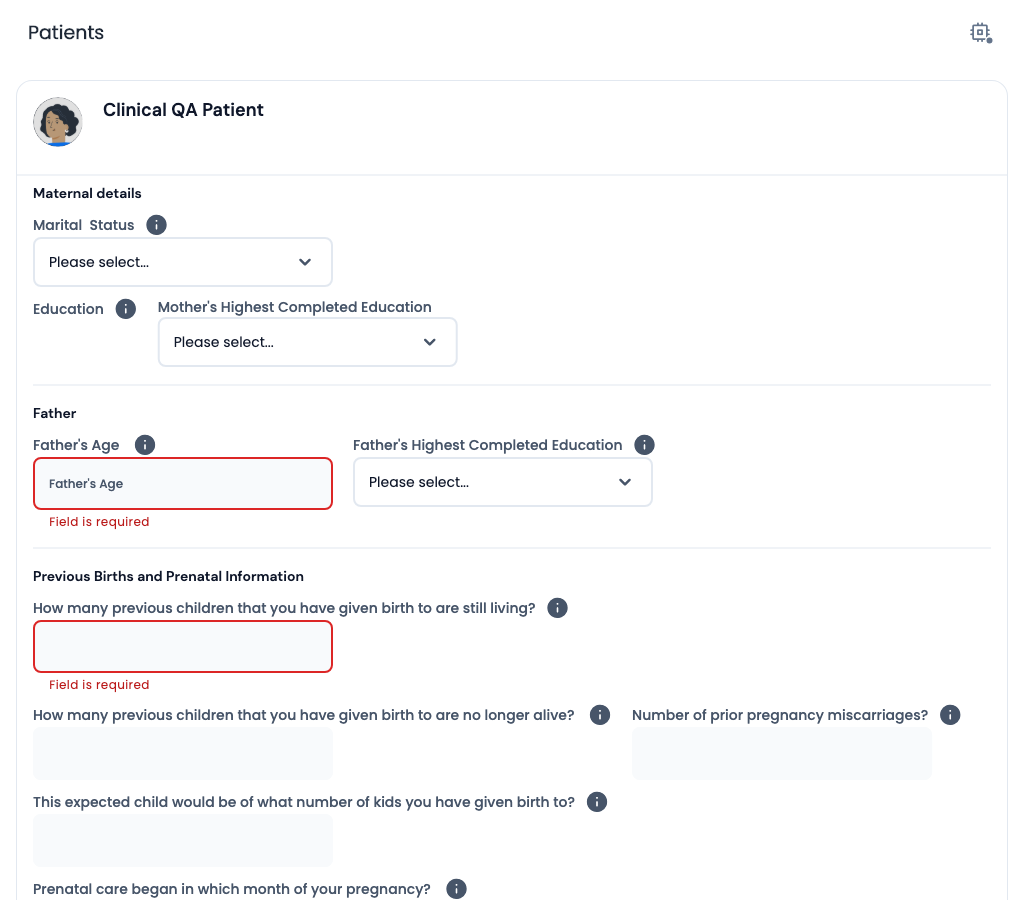 Patients
Clinical QA Patient
Maternal details
Marital Status
Please select...
Education
Mother's Highest Completed Education
Please select...
Father
Father's Age
Father's Highest Completed Education
Father's Age
Please select...
Field is required
Previous Births and Prenatal Information
How many previous children that you have given birth to are still living?
Field is required
How many previous children that you have given birth to are no longer alive?
Number of prior pregnancy miscarriages?
This expected child would be of what number of kids you have given birth to?
Prenatal care began in which month of your pregnancy?